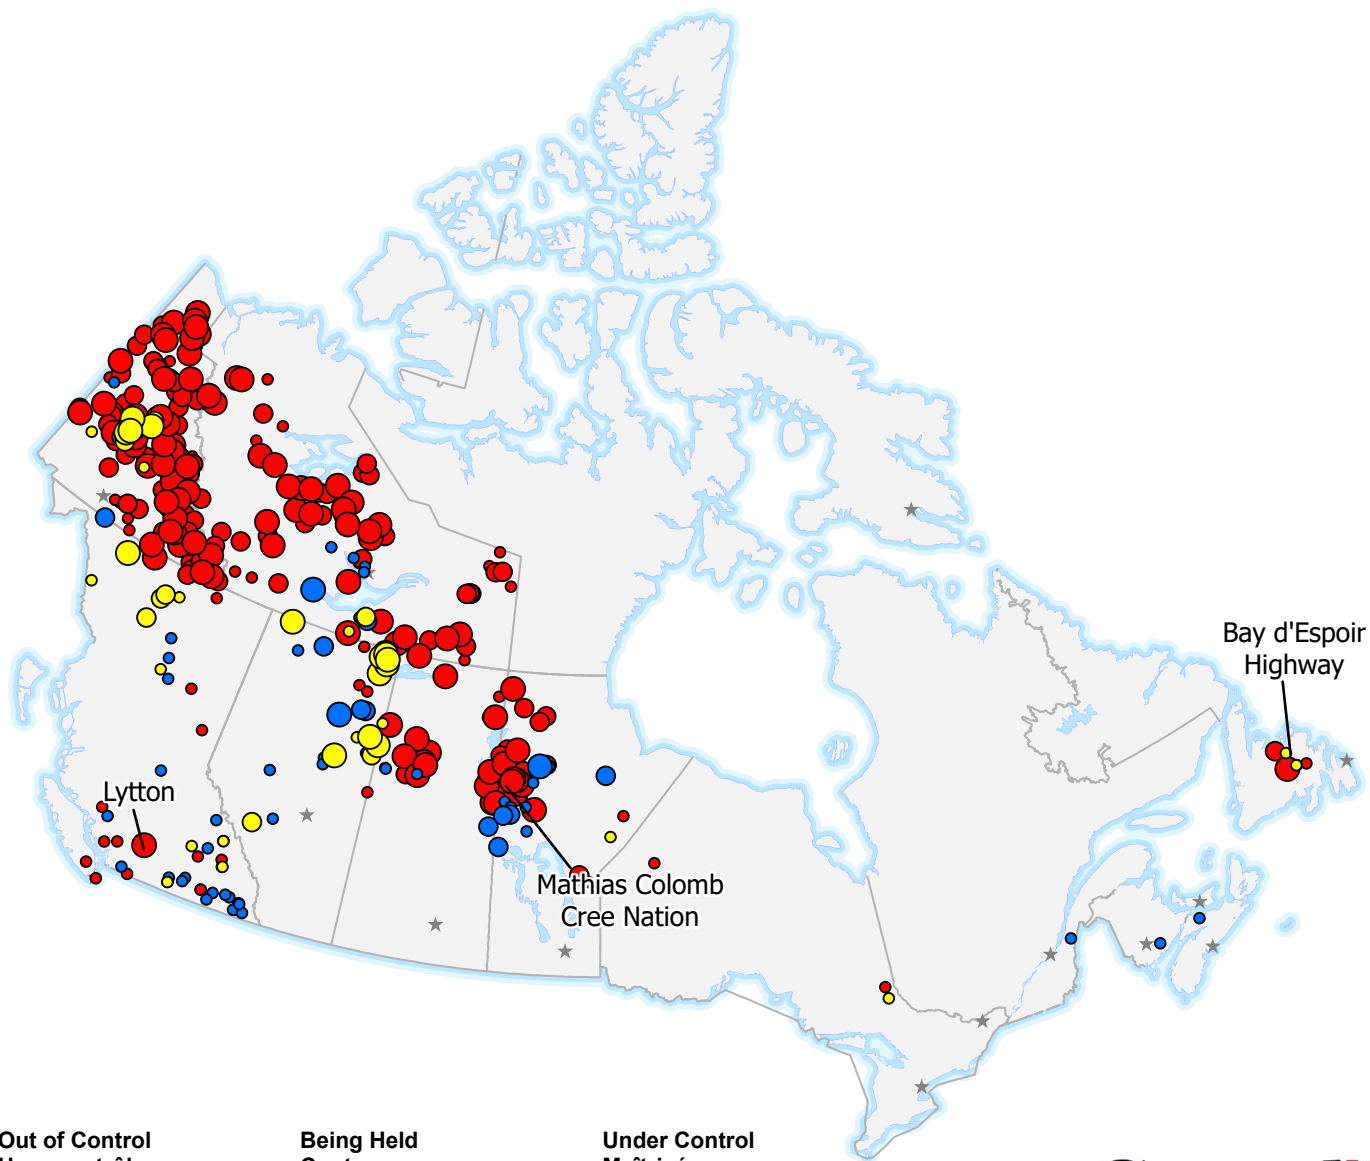 Bay d'Espoir
Highway
Lytton
Mathias Colomb
Cree Nation
Out of Control
Being Held
Under Control